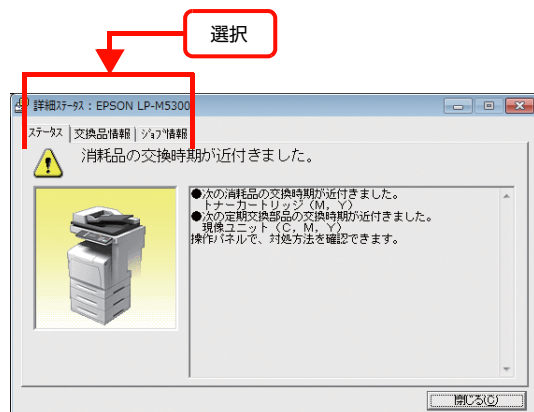 選択
詳細ステータス：EPSON LP-M5300
ステータス 交換品情報 ジョブ情報
消耗品の交換時期が近付きました。
●次の消耗品の交換時期が近付きました。
トナーカートリッジ（M，Y）
●次の定期交換部品の交換時期が近付きました。
現像ユニット（C，M，Y）
操作パネルで、対処方法を確認できます。
閉じる(C)